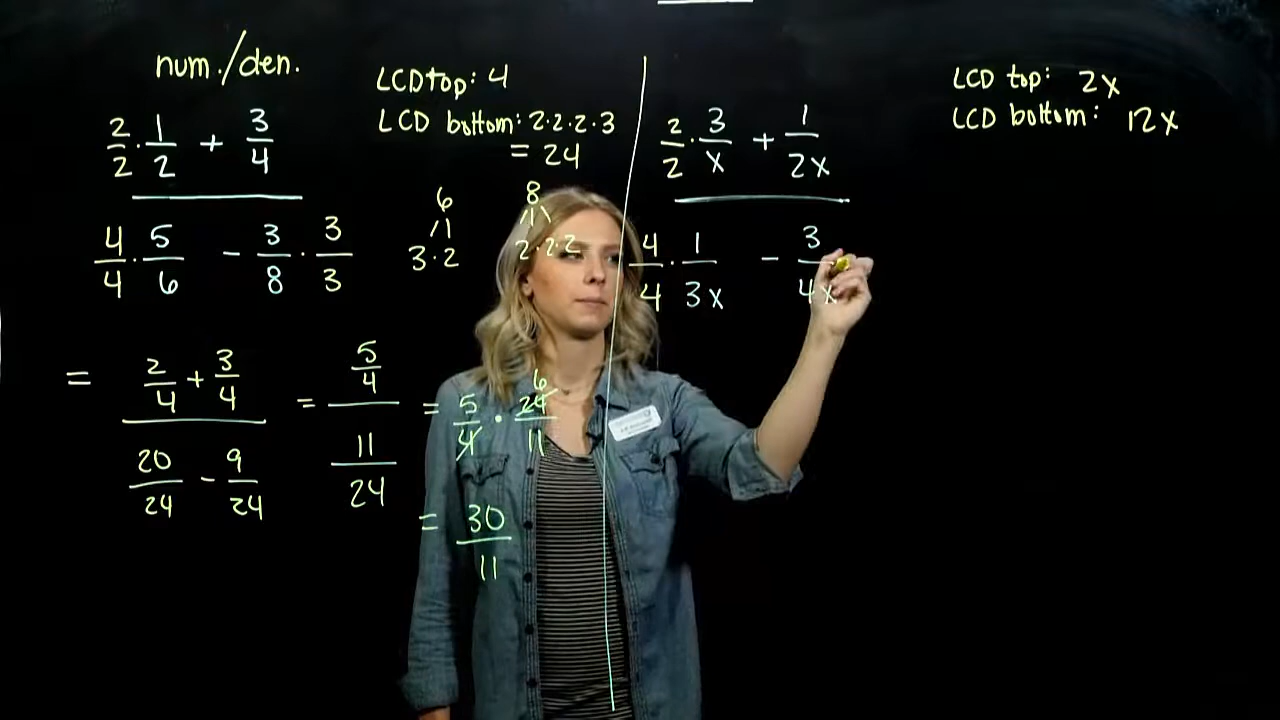 num./den.
LCD top: 4
LCD bottom: 2·2·2·3
= 24
2/2 · 1/2 + 3/4
4/4 · 5/6 - 3/8 · 3/3
6
3·2
8
2·2·2
= 2/4 + 3/4
20/24 - 9/24
= 5/4
11/24
= 5/4 · 24/11
6
= 30/11
LCD top: 2x
LCD bottom: 12x
2/2 · 3/x + 1/2x
4/4 · 1/3x - 3/4x